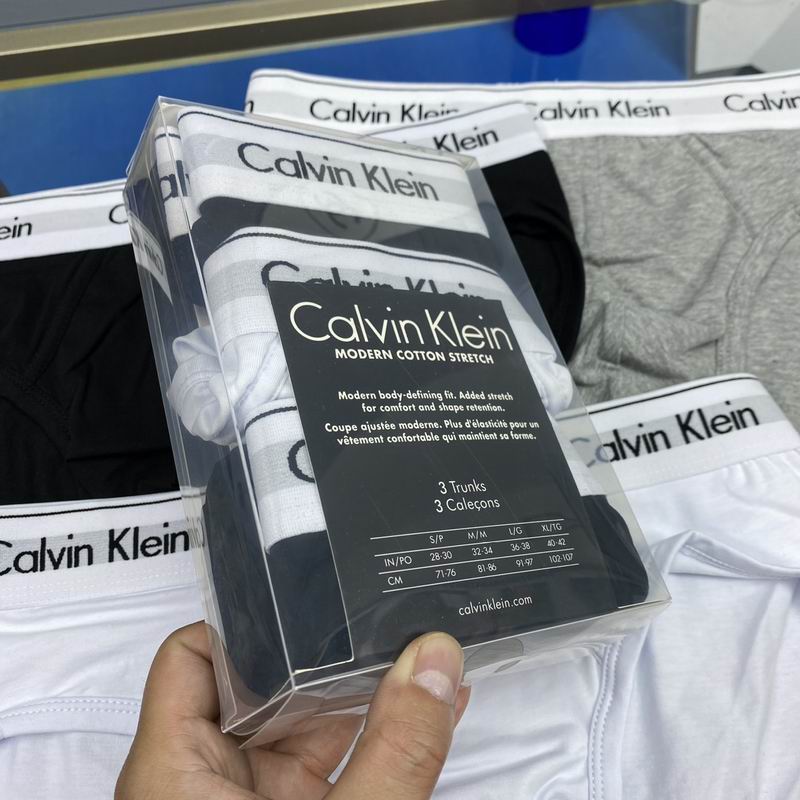 Calvin Klein
Calvin Klein
Calvin
Klein
ein
Calvin Klein
Calvin Klein
Calvin Klein
MODERN COTTON STRETCH
Modern body-defining fit. Added stretch
for comfort and shape retention.
Coupe ajustée moderne. Plus d'élasticité pour un
vêtement confortable qui maintient sa forme.
3 Trunks
3 Caleçons
S/P M/M L/G XL/TG
IN/PO 28-30 32-34 36-38 40-42
CM 71-76 81-86 91-97 102-107
calvinklein.com
Calvin Klein
Calvin Klein